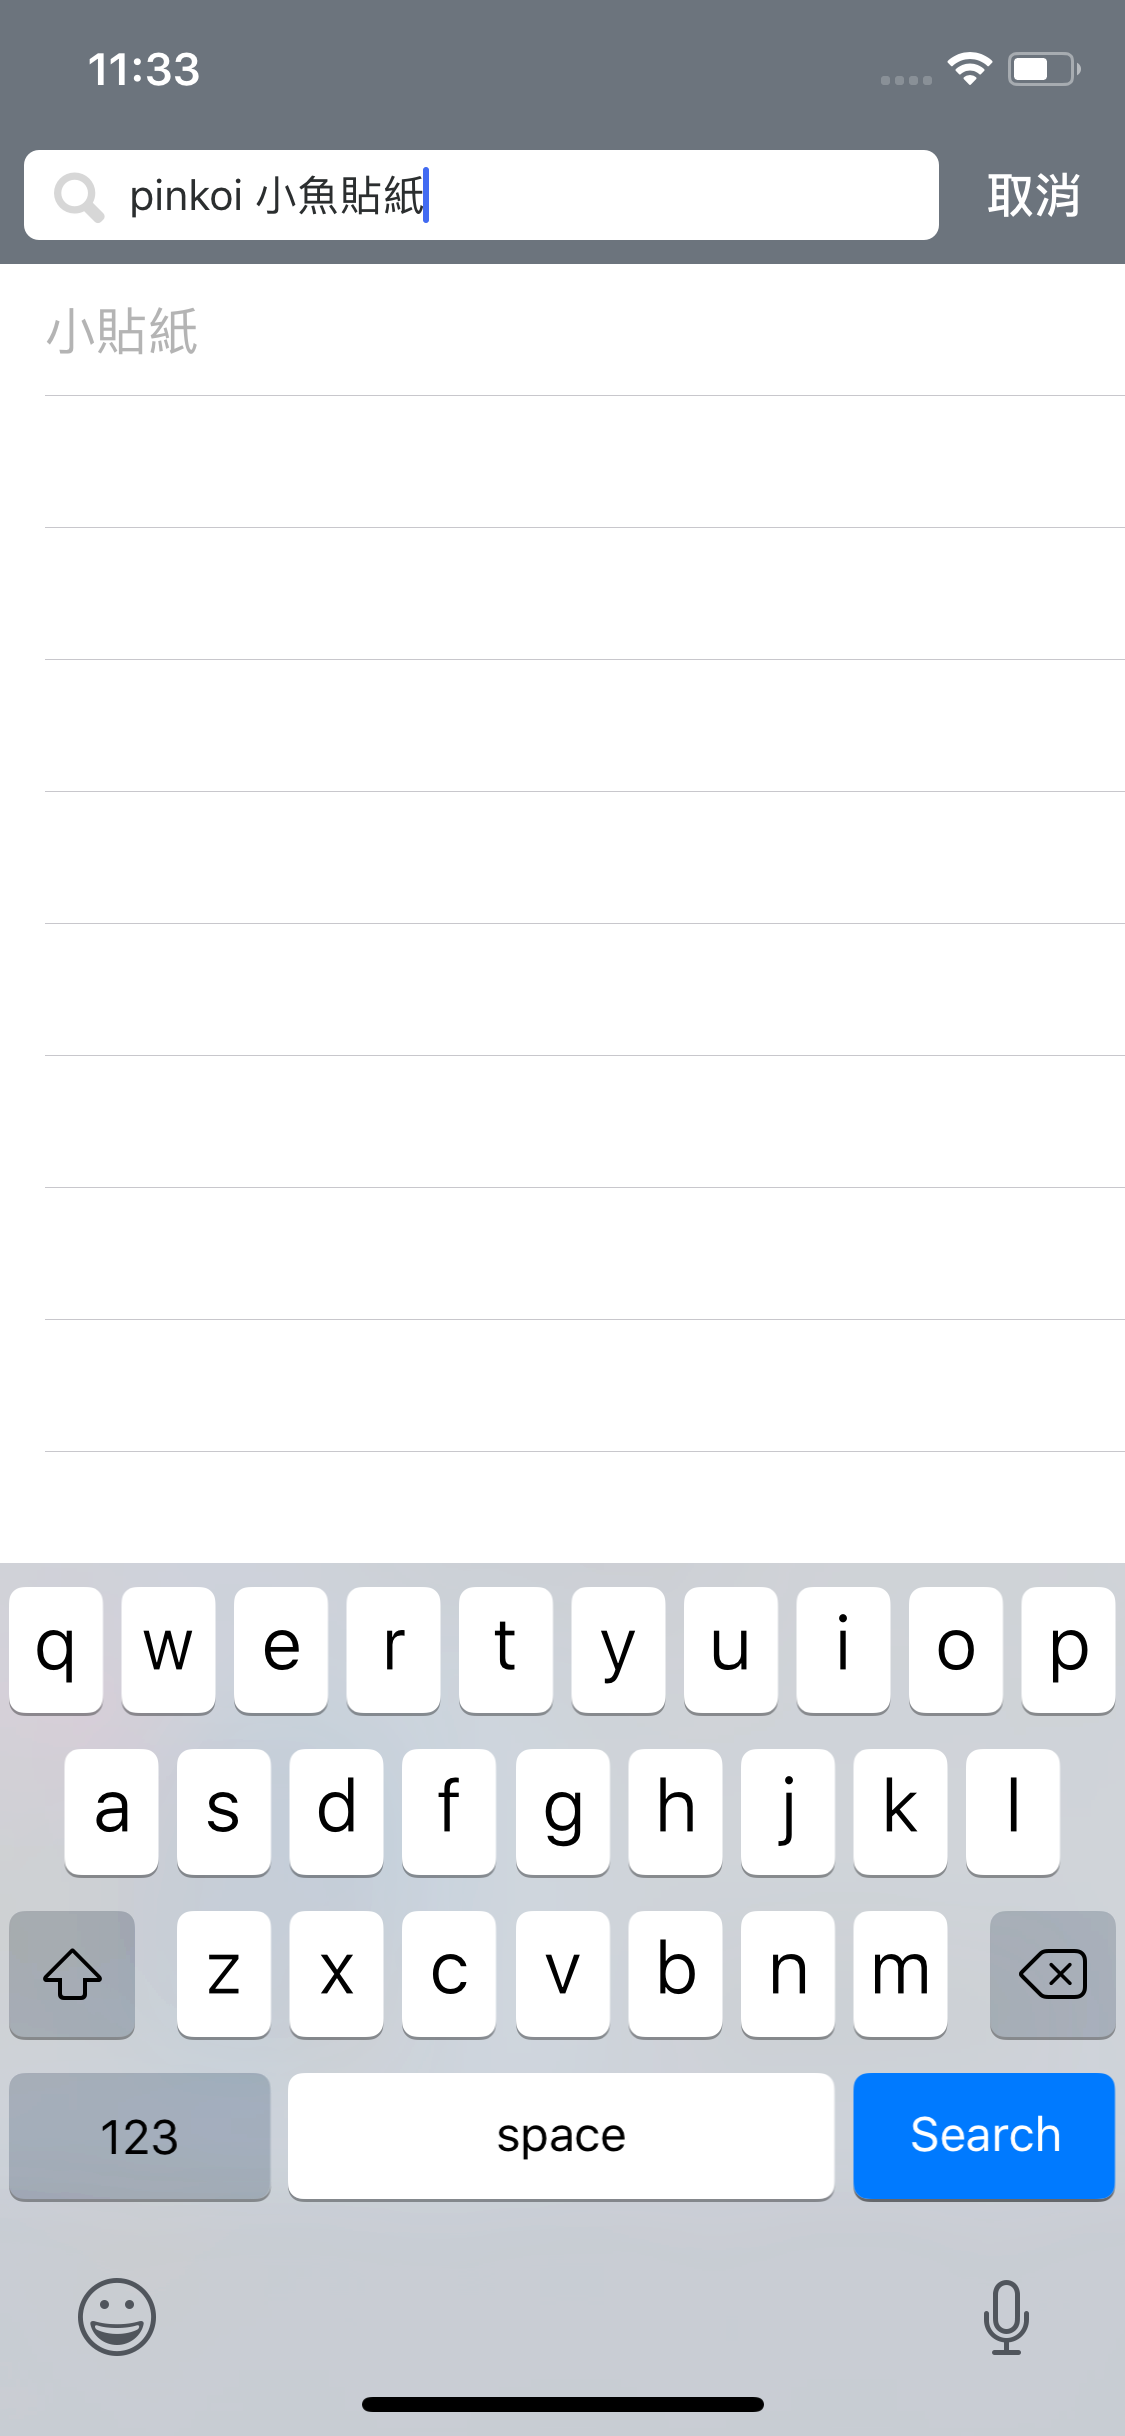 11:33
pinkoi 小魚貼紙
取消
小貼紙
q w e r t y u i o p
a s d f g h j k l
z x c v b n m
123 space Search